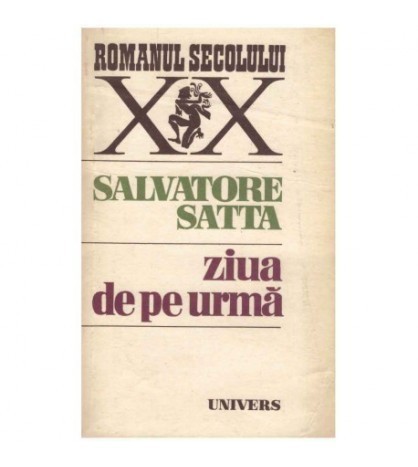 ROMANUL SECOLULUI
XX
SALVATORE
SATTA
ziua
de pe urmă
UNIVERS